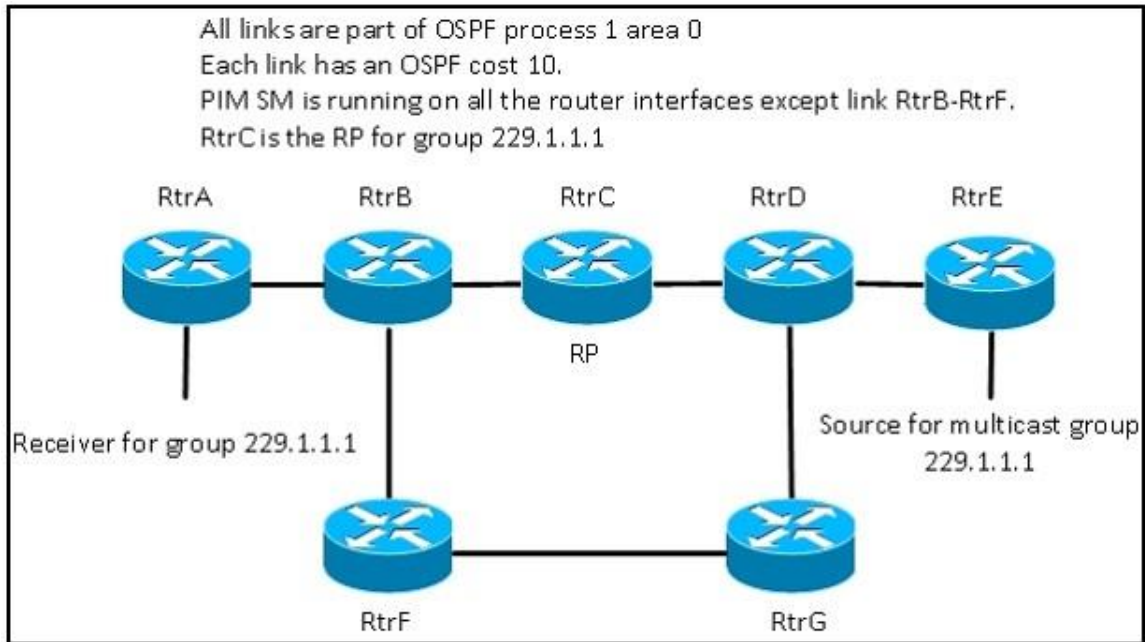 All links are part of OSPF process 1 area 0
Each link has an OSPF cost 10.
PIM SM is running on all the router interfaces except link RtrB-RtrF.
RtrC is the RP for group 229.1.1.1
RtrA
RtrB
RtrC
RtrD
RtrE
RP
Receiver for group 229.1.1.1
Source for multicast group
229.1.1.1
RtrF
RtrG